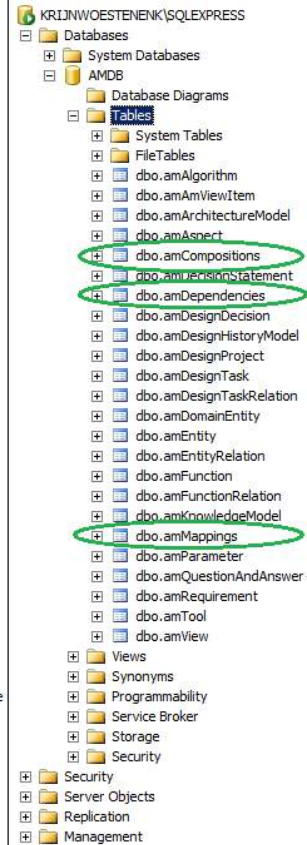 KRIJNWOESTENENK\SQLEXPRESS
Databases
System Databases
AMDB
Database Diagrams
Tables
System Tables
FileTables
dbo.amAlgorithm
dbo.amAmViewItem
dbo.amArchitectureModel
dbo.amAspect
dbo.amCompositions
dbo.amDecisionStatement
dbo.amDependencies
dbo.amDesignDecision
dbo.amDesignHistoryModel
dbo.amDesignProject
dbo.amDesignTask
dbo.amDesignTaskRelation
dbo.amDomainEntity
dbo.amEntity
dbo.amEntityRelation
dbo.amFunction
dbo.amFunctionRelation
dbo.amKnowledgeModel
dbo.amMappings
dbo.amParameter
dbo.amQuestionAndAnswer
dbo.amRequirement
dbo.amTool
dbo.amView
Views
Synonyms
e
Programmability
Service Broker
Storage
Security
Security
Server Objects
Replication
Management